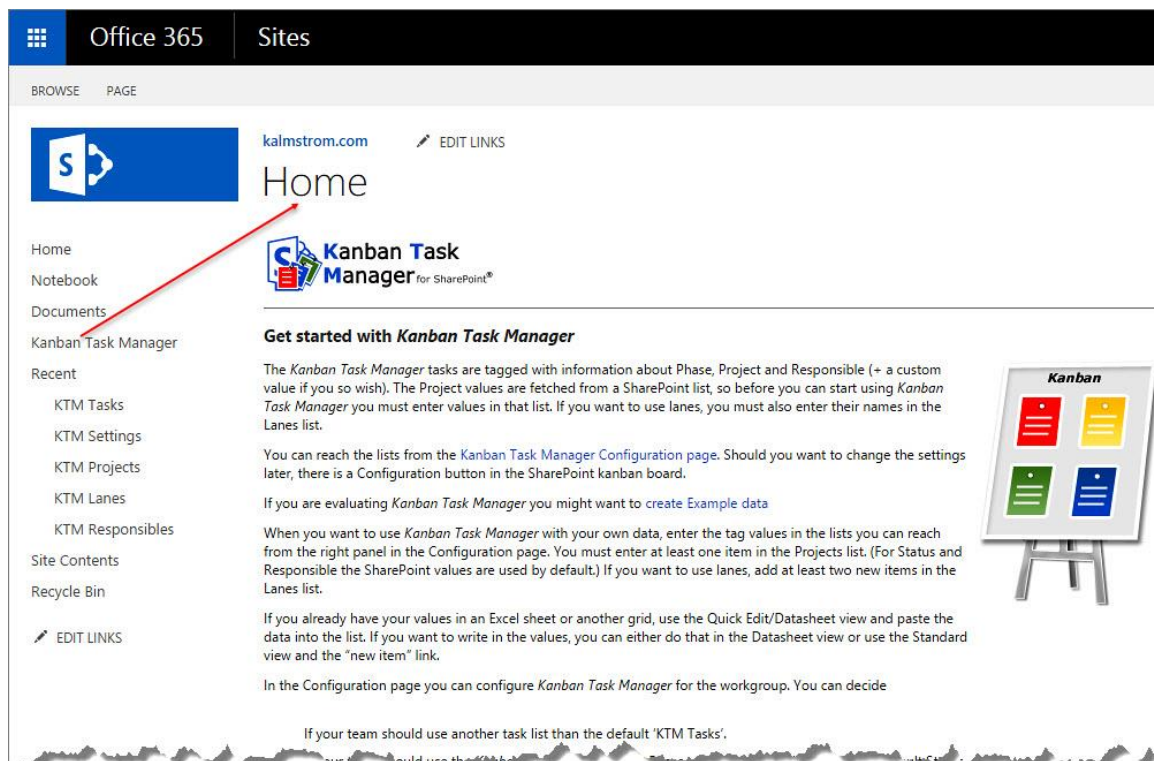 Office 365
Sites
BROWSE PAGE
S
kalmstrom.com EDIT LINKS
Home
Home
Notebook
Documents
Kanban Task Manager
Recent
KTM Tasks
KTM Settings
KTM Projects
KTM Lanes
KTM Responsibles
Site Contents
Recycle Bin
EDIT LINKS
Kanban Task
Manager for SharePoint®
Get started with Kanban Task Manager
The Kanban Task Manager tasks are tagged with information about Phase, Project and Responsible (+ a custom
value if you so wish). The Project values are fetched from a SharePoint list, so before you can start using Kanban
Task Manager you must enter values in that list. If you want to use lanes, you must also enter their names in the
Lanes list.
You can reach the lists from the Kanban Task Manager Configuration page. Should you want to change the settings
later, there is a Configuration button in the SharePoint kanban board.
If you are evaluating Kanban Task Manager you might want to create Example data
When you want to use Kanban Task Manager with your own data, enter the tag values in the lists you can reach
from the right panel in the Configuration page. You must enter at least one item in the Projects list. (For Status and
Responsible the SharePoint values are used by default.) If you want to use lanes, add at least two new items in the
Lanes list.
If you already have your values in an Excel sheet or another grid, use the Quick Edit/Datasheet view and paste the
data into the list. If you want to write in the values, you can either do that in the Datasheet view or use the Standard
view and the “new item” link.
In the Configuration page you can configure Kanban Task Manager for the workgroup. You can decide
If your team should use another task list than the default ‘KTM Tasks’.
Kanban